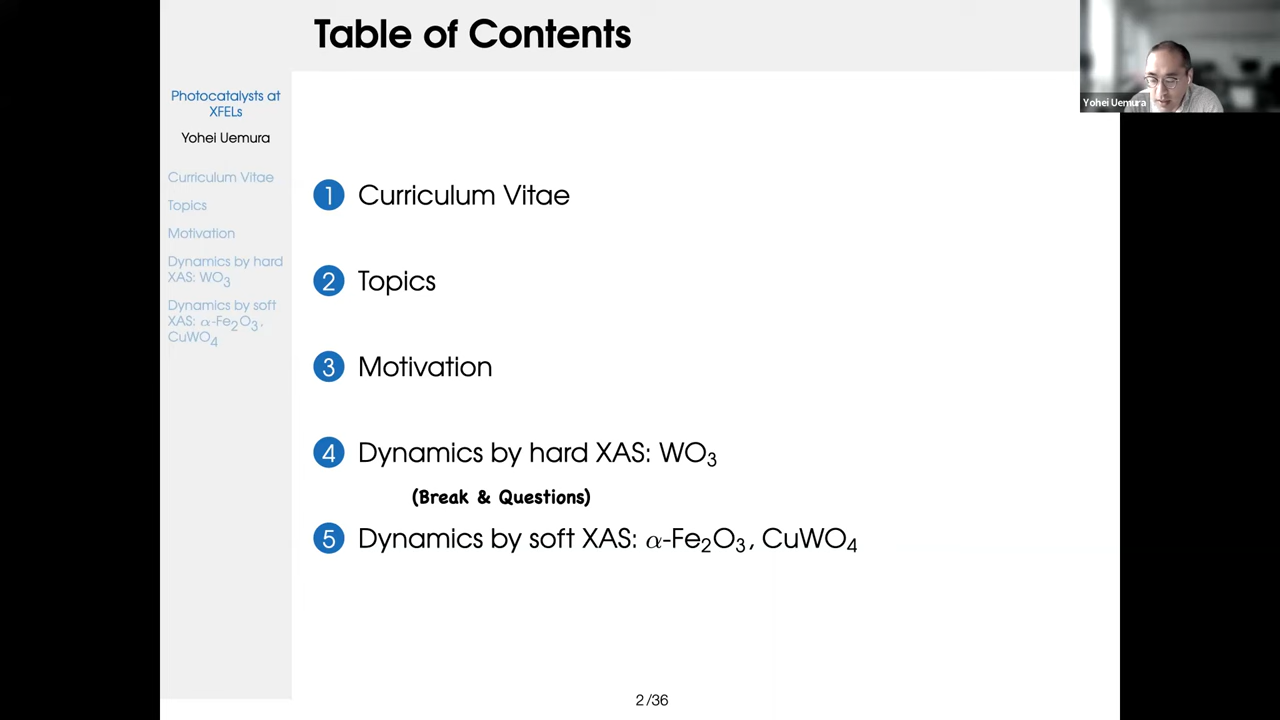 Table of Contents
Yohei Uemura
Photocatalysts at
XFELs
Yohei Uemura
Curriculum Vitae
Topics
Motivation
Dynamics by hard
XAS: WO₃
Dynamics by soft
XAS: α-Fe₂O₃,
CuWO₄
1 Curriculum Vitae
2 Topics
3 Motivation
4 Dynamics by hard XAS: WO₃
(Break & Questions)
5 Dynamics by soft XAS: α-Fe₂O₃, CuWO₄
2/36